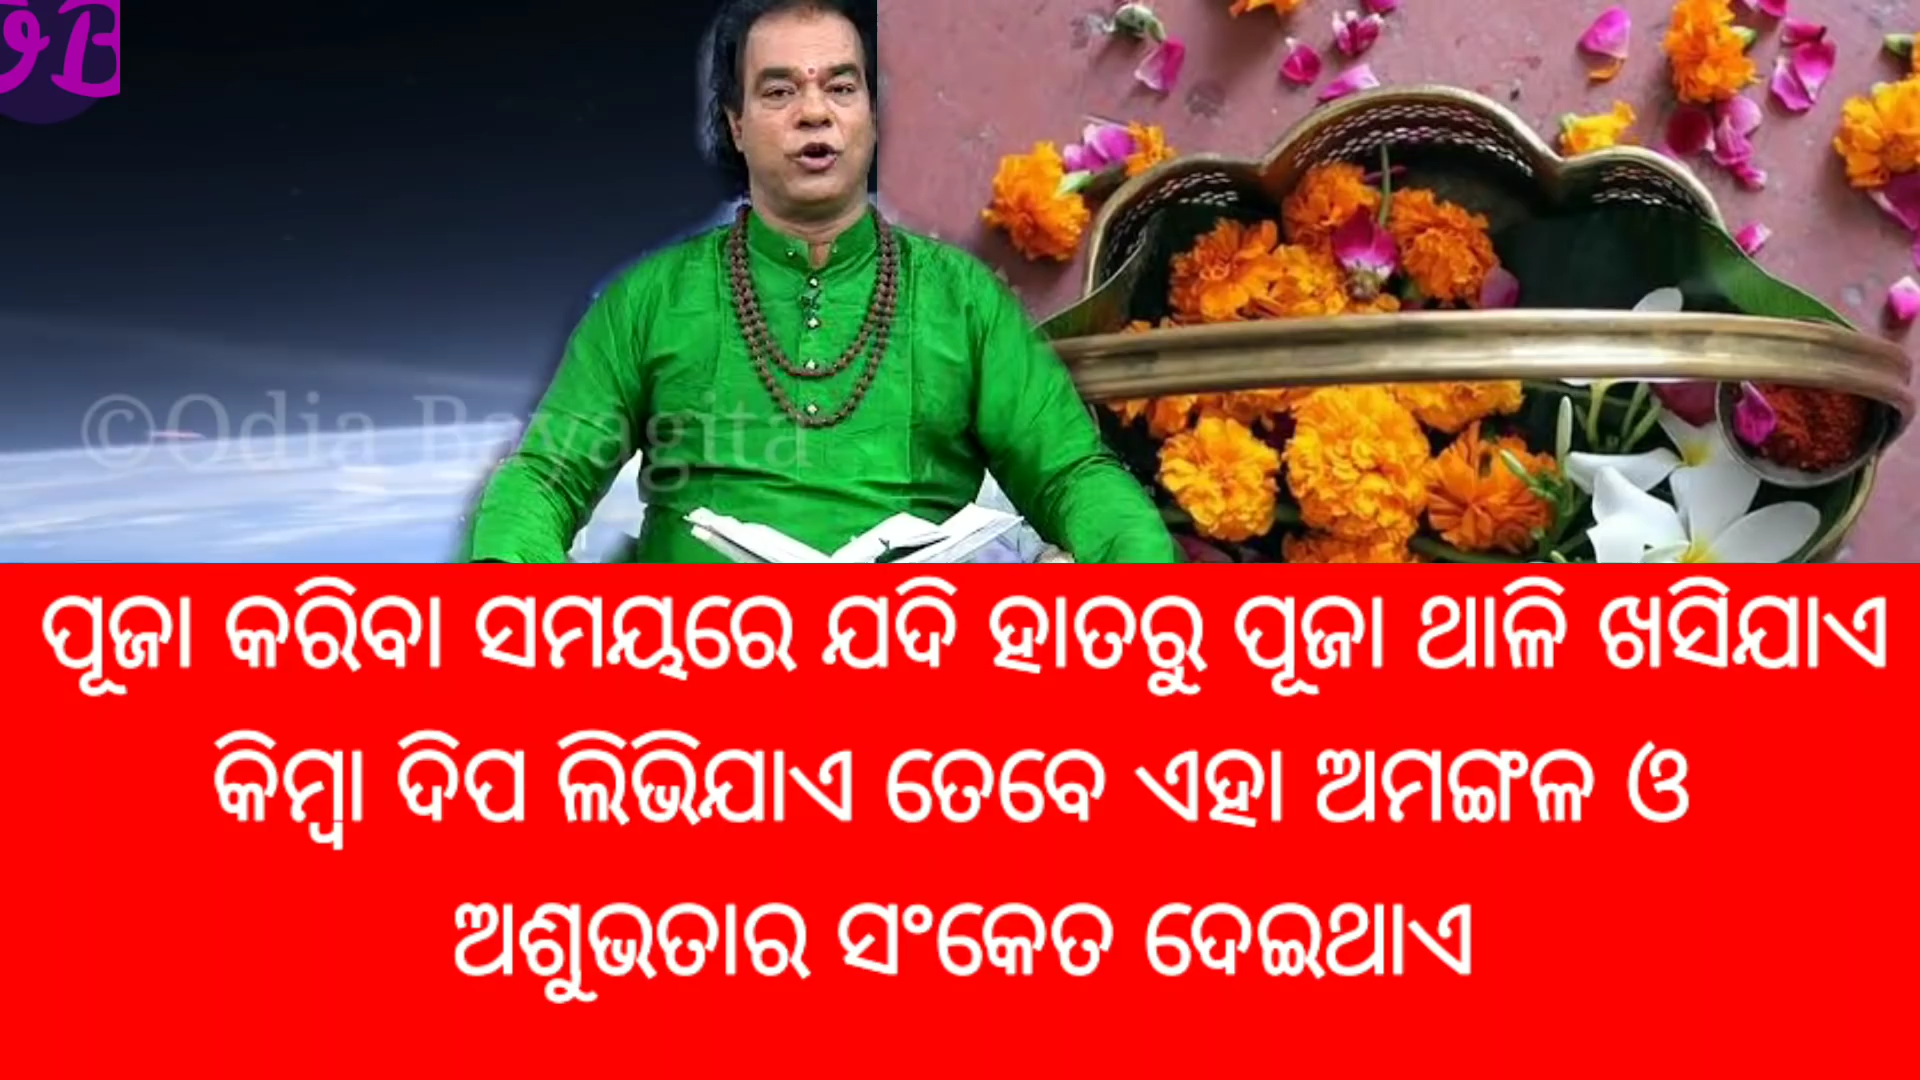 ©Odia Bayagita
ପୂଜା କରିବା ସମୟରେ ଯଦି ହାତରୁ ପୂଜା ଥାଳି ଖସିଯାଏ
କିମ୍ବା ଦିପ ଲିଭିଯାଏ ତେବେ ଏହା ଅମଙ୍ଗଳ ଓ
ଅଶୁଭତାର ସଂକେତ ଦେଇଥାଏ